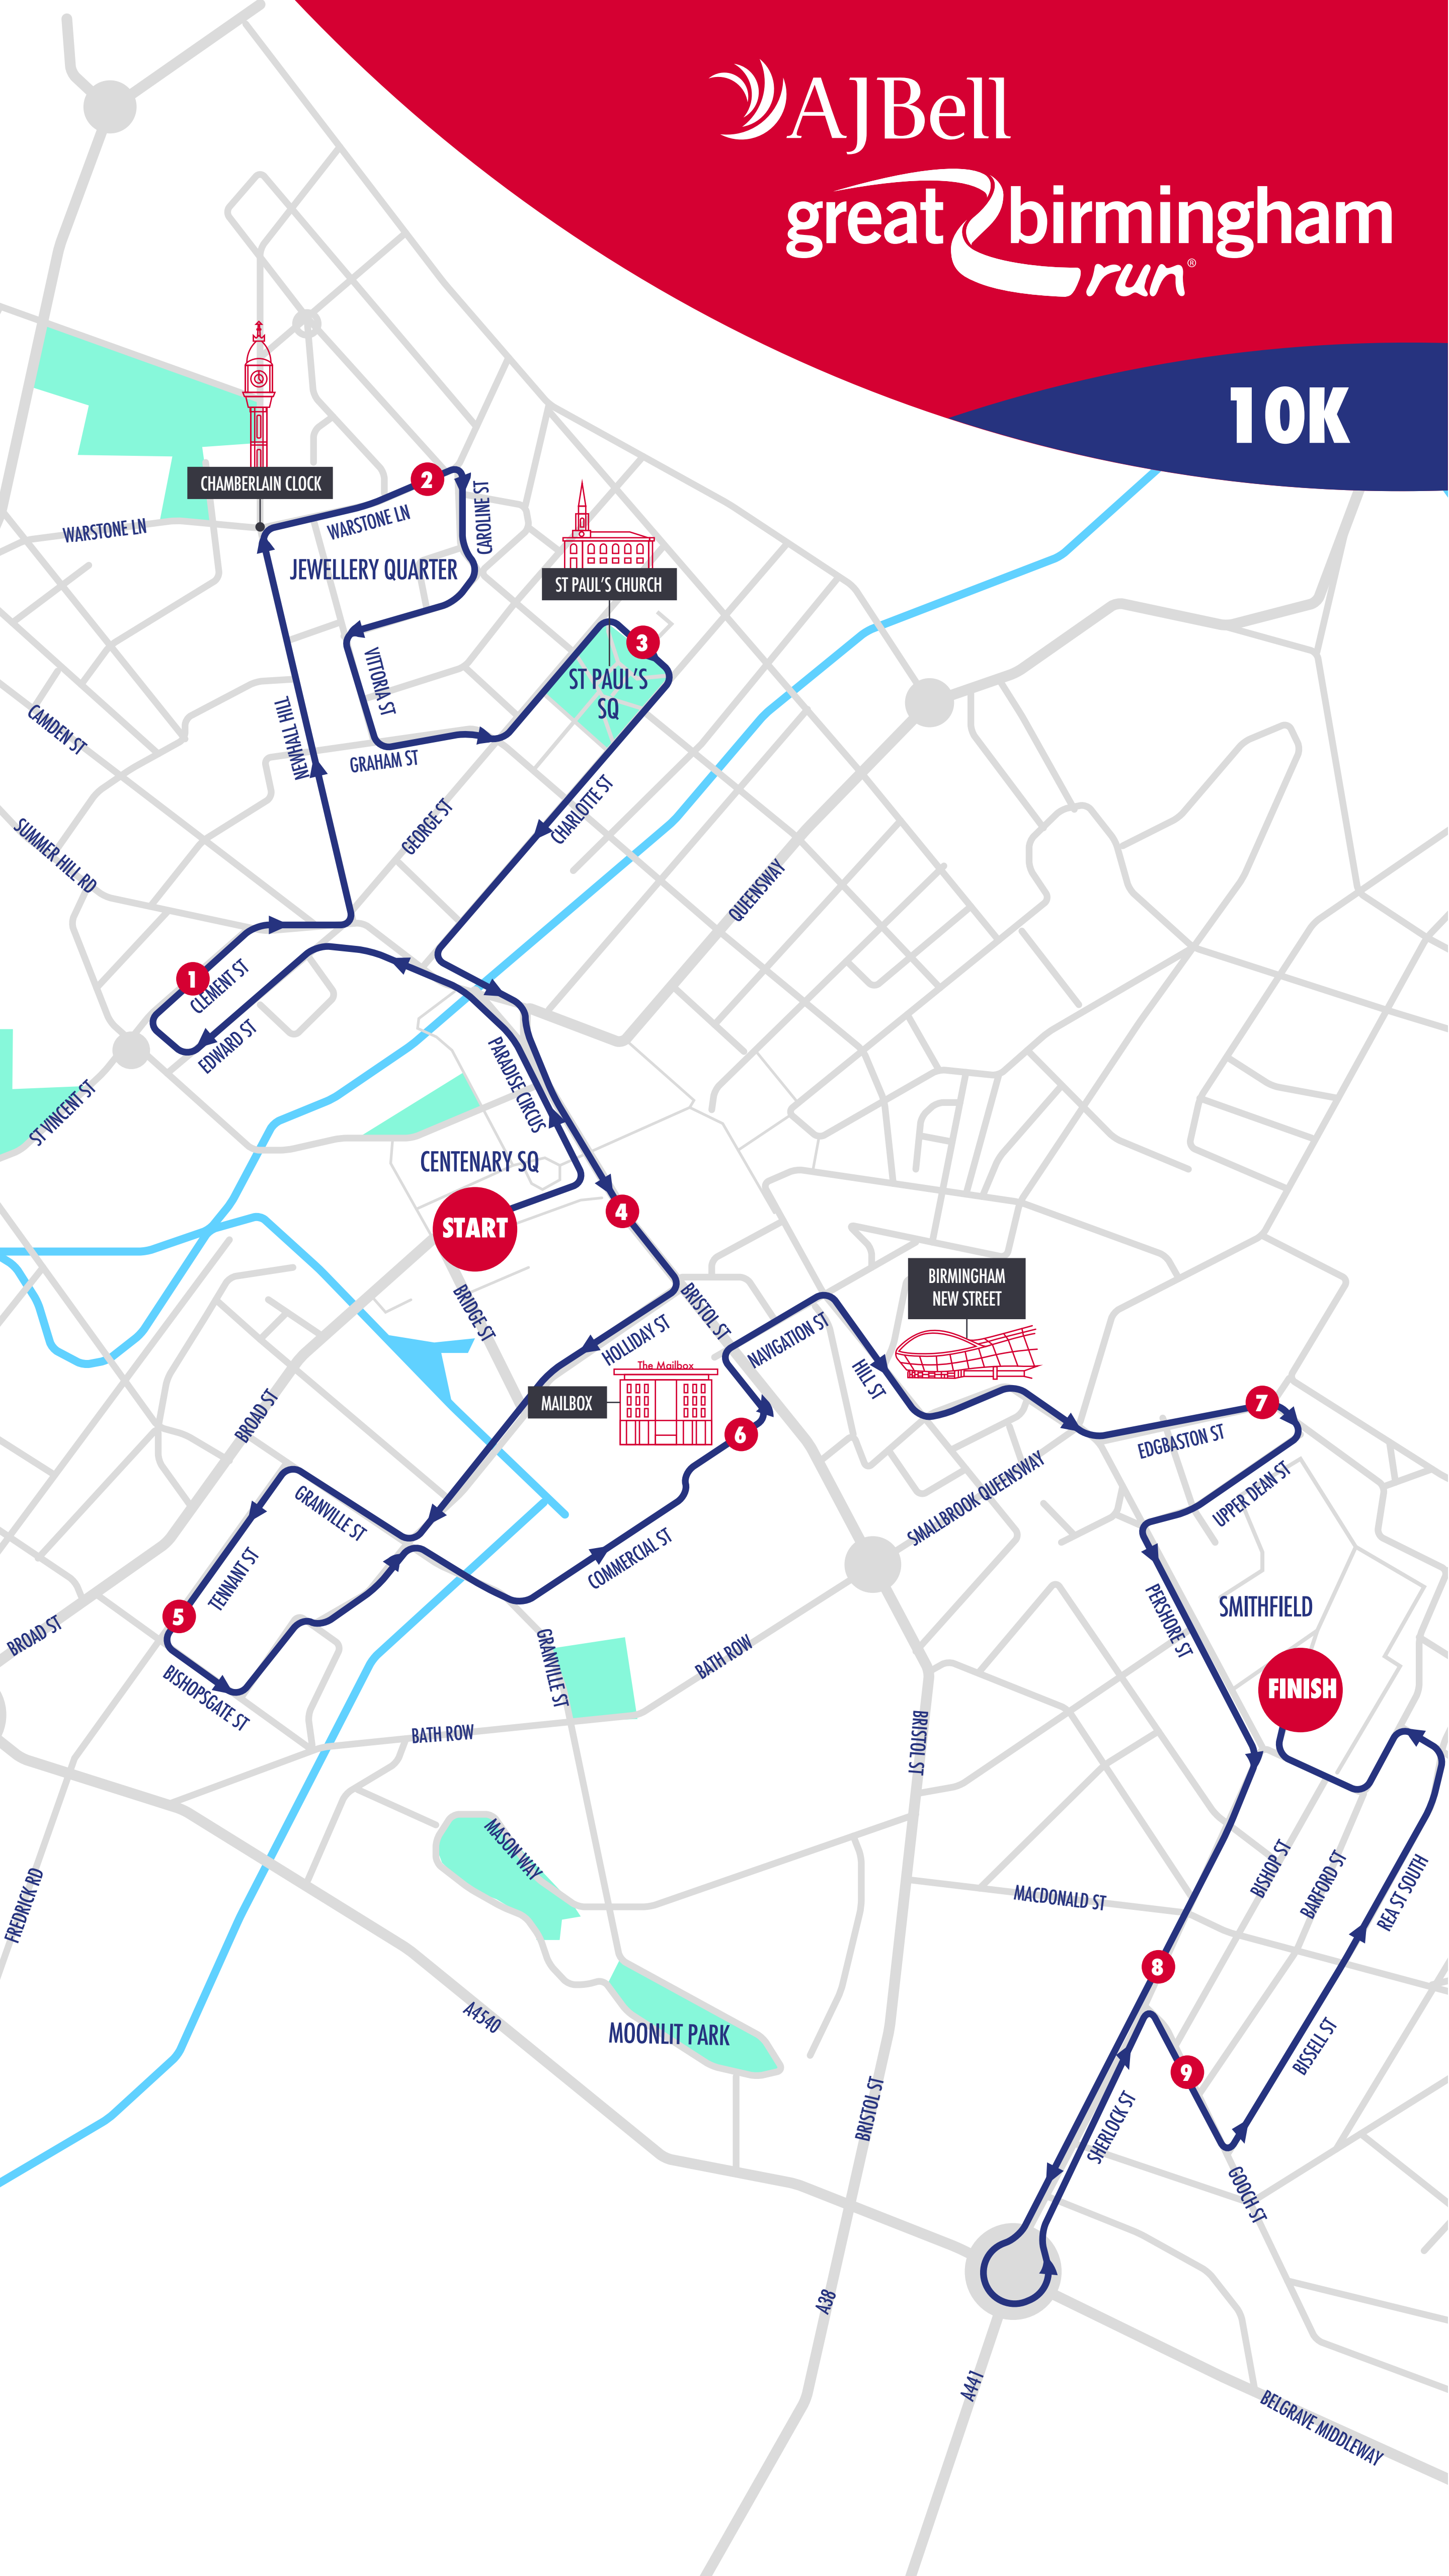 AJBell
great birmingham
run®
10K
CHAMBERLAIN CLOCK
2
WARSTONE LN
WARSTONE LN
CAROLINE ST
JEWELLERY QUARTER
ST PAUL'S CHURCH
3
VITTORIA ST
ST PAUL'S
SQ
CAMDEN ST
NEWHALL HILL
GRAHAM ST
CHARLOTTE ST
GEORGE ST
SUMMER HILL RD
QUEENSWAY
1
CLEMENT ST
EDWARD ST
PARADISE CIRCUS
ST VINCENT ST
CENTENARY SQ
START
4
BRIDGE ST
BRISTOL ST
HOLLIDAY ST
NAVIGATION ST
BIRMINGHAM
NEW STREET
HILL ST
The Mailbox
MAILBOX
BROAD ST
6
7
EDGBASTON ST
GRANVILLE ST
SMALLBROOK QUEENSWAY
UPPER DEAN ST
COMMERCIAL ST
TENNANT ST
5
BROAD ST
PERSHORE ST
SMITHFIELD
GRANVILLE ST
BATH ROW
BISHOPSGATE ST
FINISH
BATH ROW
BRISTOL ST
MASON WAY
FREDRICK RD
MACDONALD ST
BISHOP ST
BARFORD ST
REA ST SOUTH
8
A4540
MOONLIT PARK
BISSELL ST
9
BRISTOL ST
SHERLOCK ST
GOOCH ST
A38
A441
BELGRAVE MIDDLEWAY